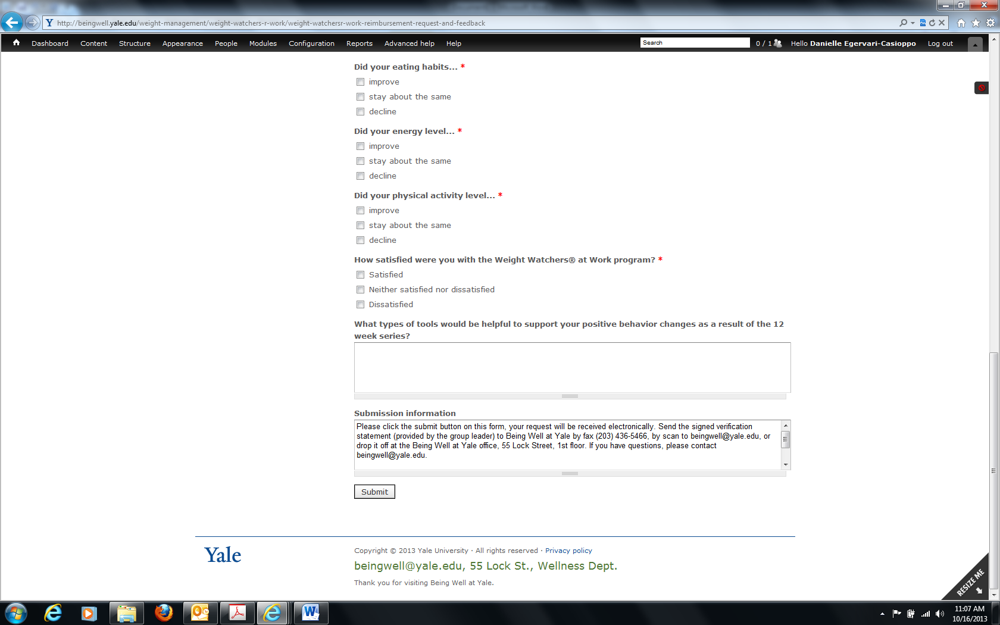 Y http://beingwell.yale.edu/weight-management/weight-watchers-r-work/weight-watchersr-work-reimbursement-request-and-feedback
Dashboard Content Structure Appearance People Modules Configuration Reports Advanced help Help Search 0 / 1 Hello Danielle Egervari-Casioppo Log out
Did your eating habits... *
improve
stay about the same
decline
Did your energy level... *
improve
stay about the same
decline
Did your physical activity level... *
improve
stay about the same
decline
How satisfied were you with the Weight Watchers® at Work program? *
Satisfied
Neither satisfied nor dissatisfied
Dissatisfied
What types of tools would be helpful to support your positive behavior changes as a result of the 12
week series?
Submission information
Please click the submit button on this form, your request will be received electronically. Send the signed verification
statement (provided by the group leader) to Being Well at Yale by fax (203) 436-5466, by scan to beingwell@yale.edu, or
drop it off at the Being Well at Yale office, 55 Lock Street, 1st floor. If you have questions, please contact
beingwell@yale.edu.
Submit
Yale
Copyright © 2013 Yale University · All rights reserved · Privacy policy
beingwell@yale.edu, 55 Lock St., Wellness Dept.
Thank you for visiting Being Well at Yale.
RESIZE ME
11:07 AM
10/16/2013